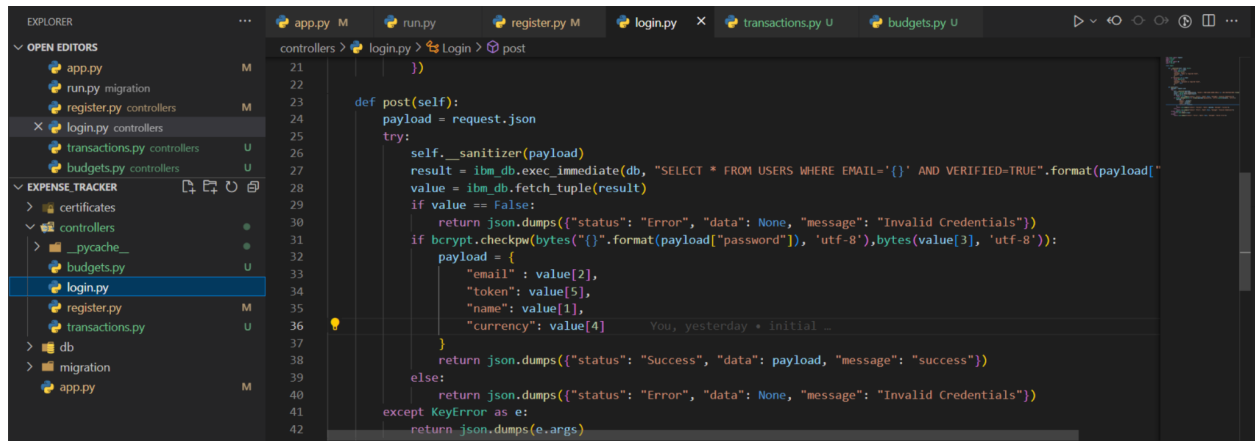 EXPLORER ...
app.py M run.py register.py M login.py X transactions.py U budgets.py U ...
OPEN EDITORS
app.py M
run.py migration
register.py controllers M
X login.py controllers
transactions.py controllers U
budgets.py controllers U
EXPENSE_TRACKER
certificates
controllers
__pycache__
budgets.py U
login.py
register.py M
transactions.py U
db
migration
app.py M
controllers > login.py > Login > post
21 })
22
23 def post(self):
24 payload = request.json
25 try:
26 self.__sanitizer(payload)
27 result = ibm_db.exec_immediate(db, "SELECT * FROM USERS WHERE EMAIL='{}' AND VERIFIED=TRUE".format(payload["
28 value = ibm_db.fetch_tuple(result)
29 if value == False:
30 return json.dumps({"status": "Error", "data": None, "message": "Invalid Credentials"})
31 if bcrypt.checkpw(bytes("{}".format(payload["password"]), 'utf-8'),bytes(value[3], 'utf-8')):
32 payload = {
33 "email" : value[2],
34 "token": value[5],
35 "name": value[1],
36 "currency": value[4] You, yesterday • initial …
37 }
38 return json.dumps({"status": "Success", "data": payload, "message": "success"})
39 else:
40 return json.dumps({"status": "Error", "data": None, "message": "Invalid Credentials"})
41 except KeyError as e:
42 return json.dumps(e.args)